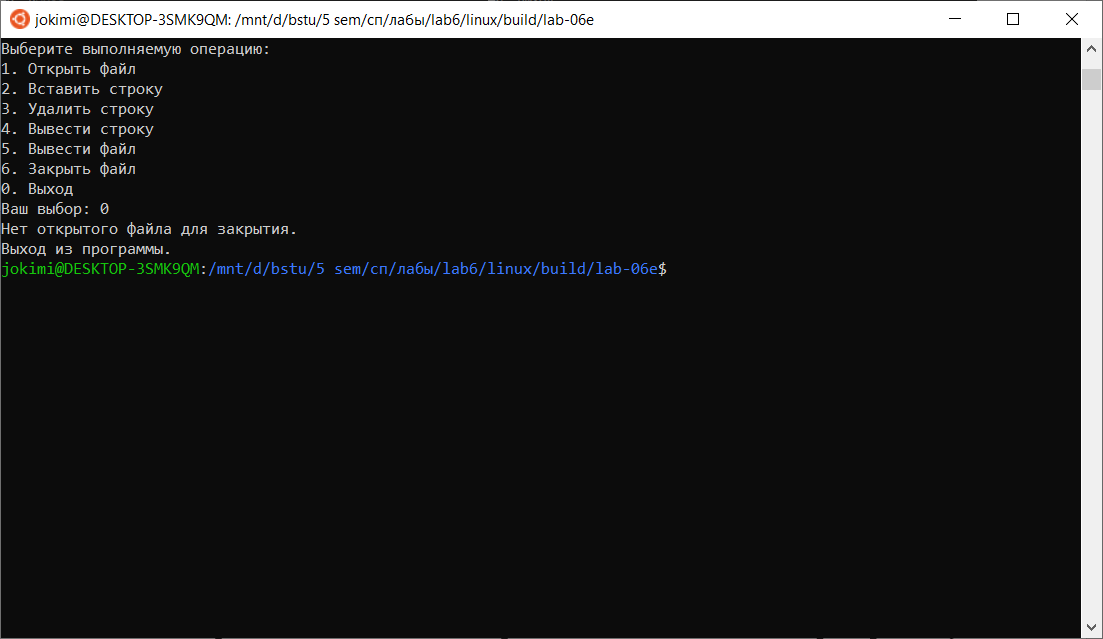 jokimi@DESKTOP-3SMK9QM: /mnt/d/bstu/5 sem/сп/лабы/lab6/linux/build/lab-06e
Выберите выполняемую операцию:
1. Открыть файл
2. Вставить строку
3. Удалить строку
4. Вывести строку
5. Вывести файл
6. Закрыть файл
0. Выход
Ваш выбор: 0
Нет открытого файла для закрытия.
Выход из программы.
jokimi@DESKTOP-3SMK9QM:/mnt/d/bstu/5 sem/сп/лабы/lab6/linux/build/lab-06e$